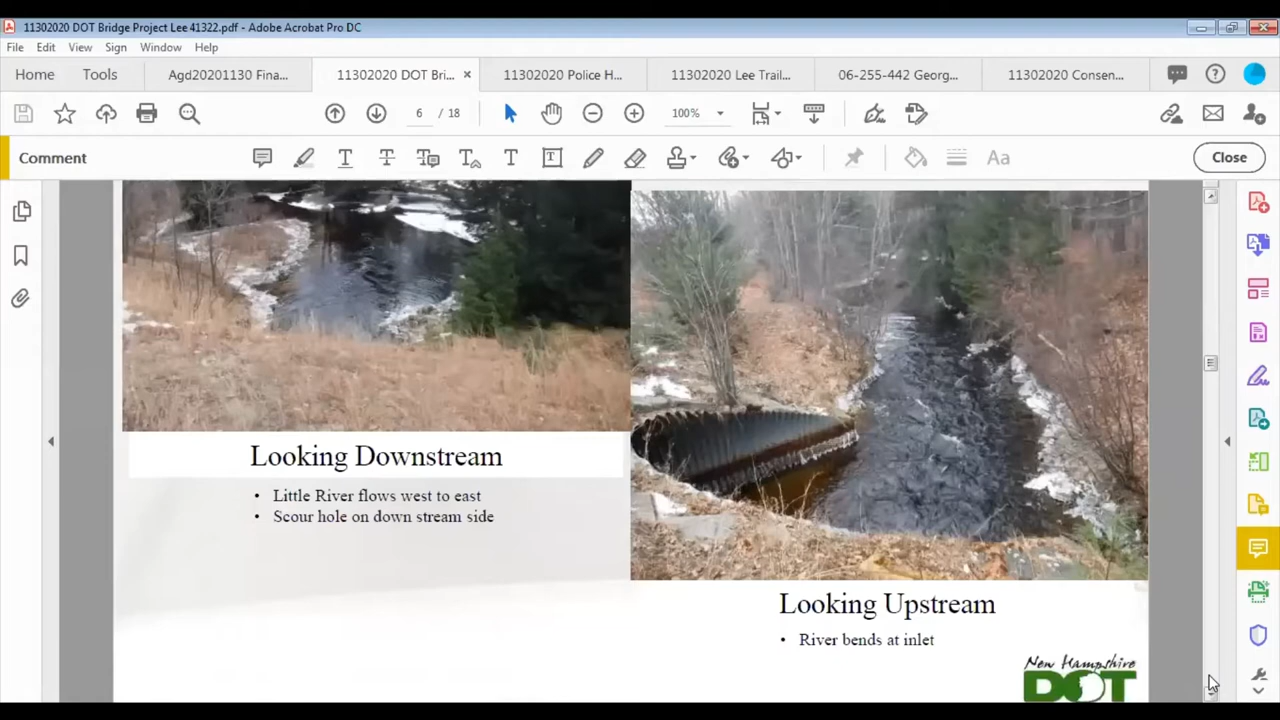 11302020 DOT Bridge Project Lee 41322.pdf - Adobe Acrobat Pro DC
File Edit View Sign Window Help
Home Tools Agd20201130 Fina... 11302020 DOT Bri... × 11302020 Police H... 11302020 Lee Trail... 06-255-442 Georg... 11302020 Consen...
6 / 18 100%
Comment Close
Looking Downstream
• Little River flows west to east
• Scour hole on down stream side
Looking Upstream
• River bends at inlet
New Hampshire
DOT